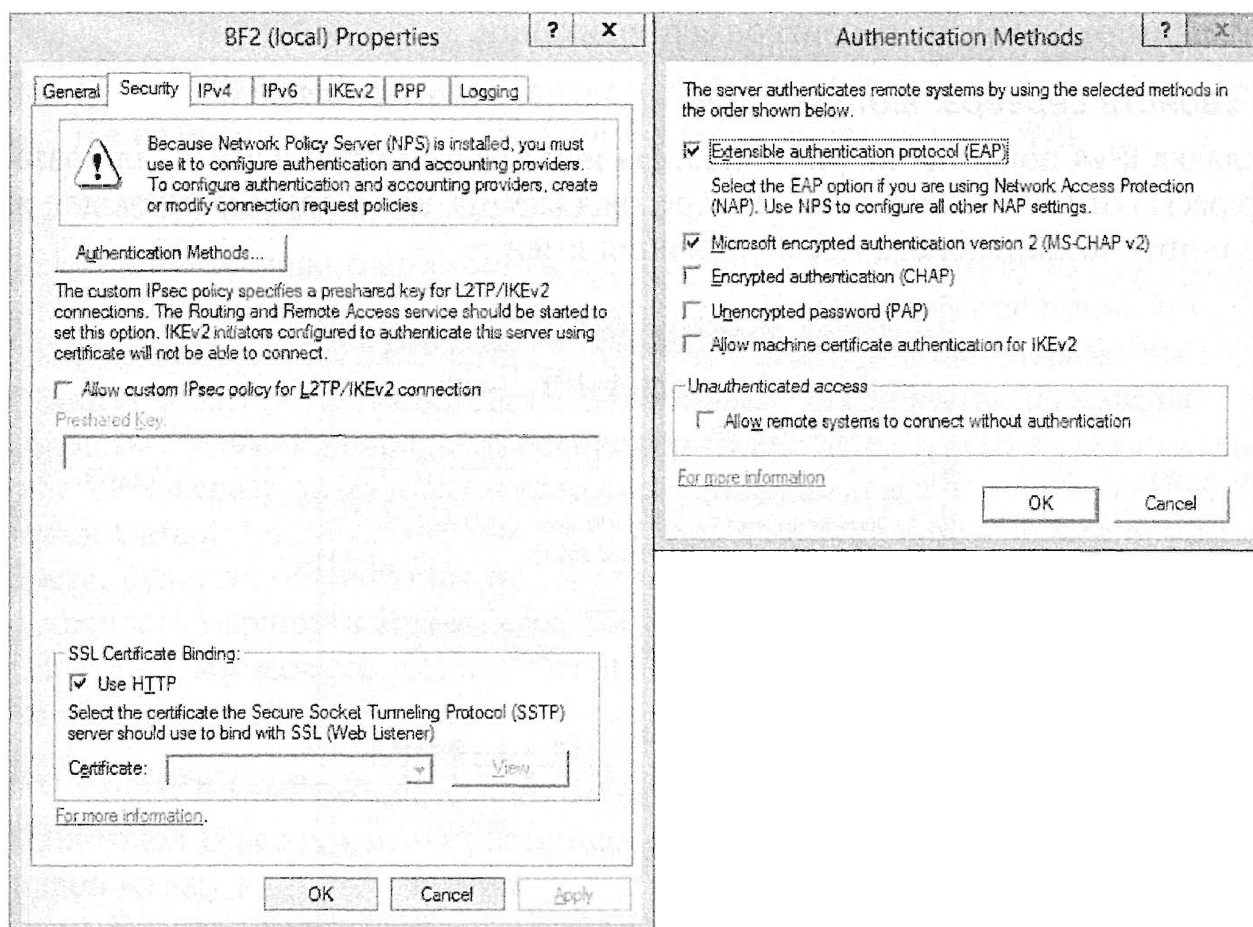 BF2 (local) Properties
? x
General Security IPv4 IPv6 IKEv2 PPP Logging
Because Network Policy Server (NPS) is installed, you must
use it to configure authentication and accounting providers.
To configure authentication and accounting providers, create
or modify connection request policies.
Authentication Methods...
The custom IPsec policy specifies a preshared key for L2TP/IKEv2
connections. The Routing and Remote Access service should be started to
set this option. IKEv2 initiators configured to authenticate this server using
certificate will not be able to connect.
Allow custom IPsec policy for L2TP/IKEv2 connection
Preshared Key:
SSL Certificate Binding:
Use HTTP
Select the certificate the Secure Socket Tunneling Protocol (SSTP)
server should use to bind with SSL (Web Listener)
Certificate: View
For more information.
OK Cancel Apply
Authentication Methods
? x
The server authenticates remote systems by using the selected methods in
the order shown below.
Extensible authentication protocol (EAP)
Select the EAP option if you are using Network Access Protection
(NAP). Use NPS to configure all other NAP settings.
Microsoft encrypted authentication version 2 (MS-CHAP v2)
Encrypted authentication (CHAP)
Unencrypted password (PAP)
Allow machine certificate authentication for IKEv2
Unauthenticated access
Allow remote systems to connect without authentication
For more information
OK Cancel